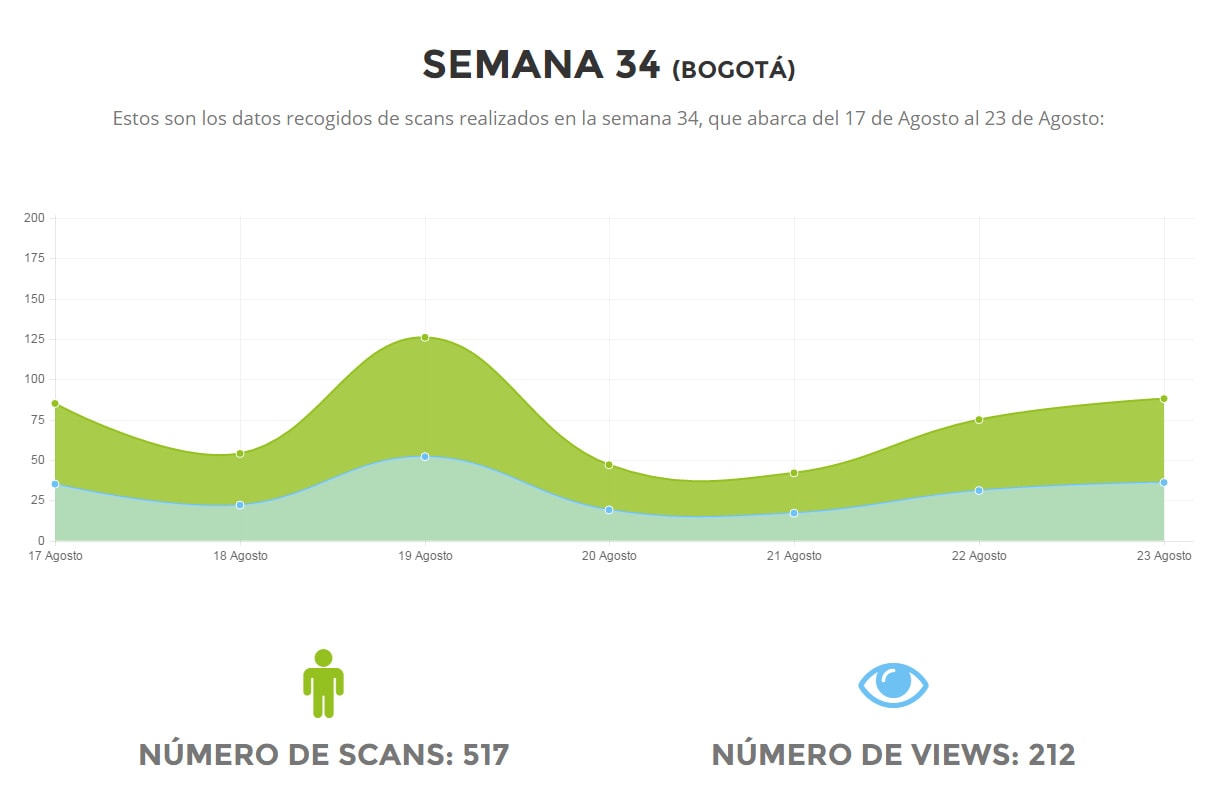 SEMANA 34 (BOGOTÁ)
Estos son los datos recogidos de scans realizados en la semana 34, que abarca del 17 de Agosto al 23 de Agosto:
200
175
150
125
100
75
50
25
0
17 Agosto 18 Agosto 19 Agosto 20 Agosto 21 Agosto 22 Agosto 23 Agosto
NÚMERO DE SCANS: 517 NÚMERO DE VIEWS: 212